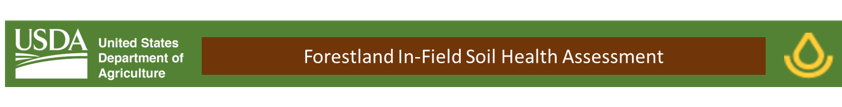 USDA
United States
Department of
Agriculture
Forestland In-Field Soil Health Assessment